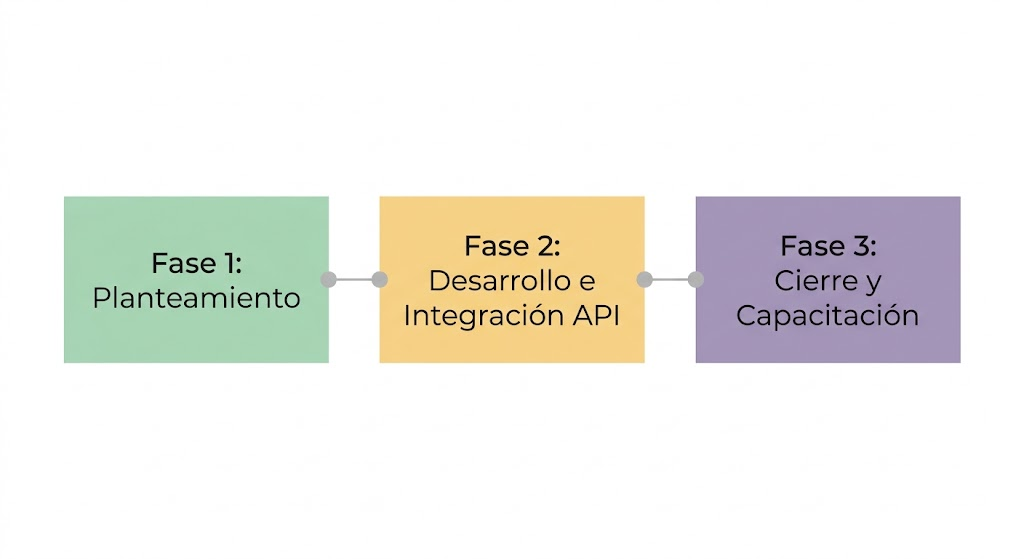 Fase 1:
Planteamiento
Fase 2:
Desarrollo e
Integración API
Fase 3:
Cierre y
Capacitación